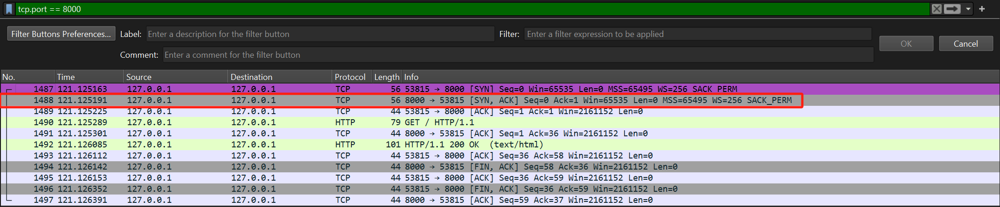 tcp.port == 8000
Filter Buttons Preferences... Label: Enter a description for the filter button Filter: Enter a filter expression to be applied OK Cancel
Comment: Enter a comment for the filter button
No. Time Source Destination Protocol Length Info
1487 121.125163 127.0.0.1 127.0.0.1 TCP 56 53815 → 8000 [SYN] Seq=0 Win=65535 Len=0 MSS=65495 WS=256 SACK_PERM
1488 121.125191 127.0.0.1 127.0.0.1 TCP 56 8000 → 53815 [SYN, ACK] Seq=0 Ack=1 Win=65535 Len=0 MSS=65495 WS=256 SACK_PERM
1489 121.125225 127.0.0.1 127.0.0.1 TCP 44 53815 → 8000 [ACK] Seq=1 Ack=1 Win=2161152 Len=0
1490 121.125289 127.0.0.1 127.0.0.1 HTTP 79 GET / HTTP/1.1
1491 121.125301 127.0.0.1 127.0.0.1 TCP 44 8000 → 53815 [ACK] Seq=1 Ack=36 Win=2161152 Len=0
1492 121.126085 127.0.0.1 127.0.0.1 HTTP 101 HTTP/1.1 200 OK (text/html)
1493 121.126112 127.0.0.1 127.0.0.1 TCP 44 53815 → 8000 [ACK] Seq=36 Ack=58 Win=2161152 Len=0
1494 121.126142 127.0.0.1 127.0.0.1 TCP 44 8000 → 53815 [FIN, ACK] Seq=58 Ack=36 Win=2161152 Len=0
1495 121.126153 127.0.0.1 127.0.0.1 TCP 44 53815 → 8000 [ACK] Seq=36 Ack=59 Win=2161152 Len=0
1496 121.126352 127.0.0.1 127.0.0.1 TCP 44 53815 → 8000 [FIN, ACK] Seq=36 Ack=59 Win=2161152 Len=0
1497 121.126391 127.0.0.1 127.0.0.1 TCP 44 8000 → 53815 [ACK] Seq=59 Ack=37 Win=2161152 Len=0